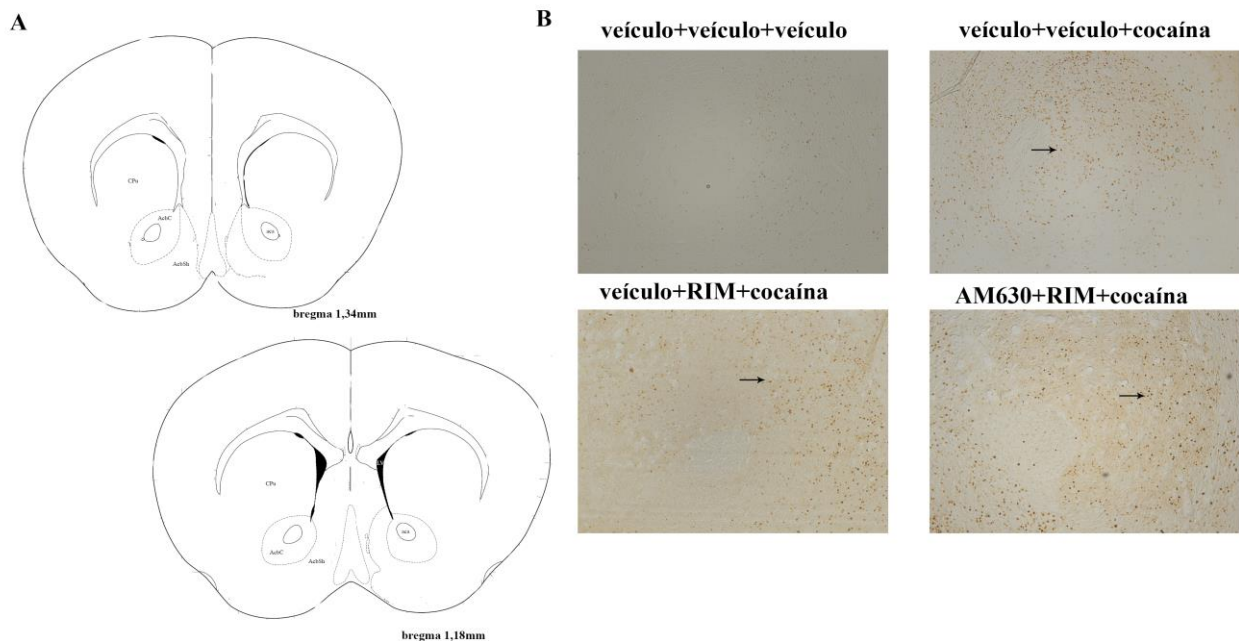 A
CPu
AcbC
aca
AcbSh
bregma 1,34mm
CPu
AcbC
aca
AcbSh
bregma 1,18mm
B
veículo+veículo+veículo
veículo+veículo+cocaína
veículo+RIM+cocaína
AM630+RIM+cocaína